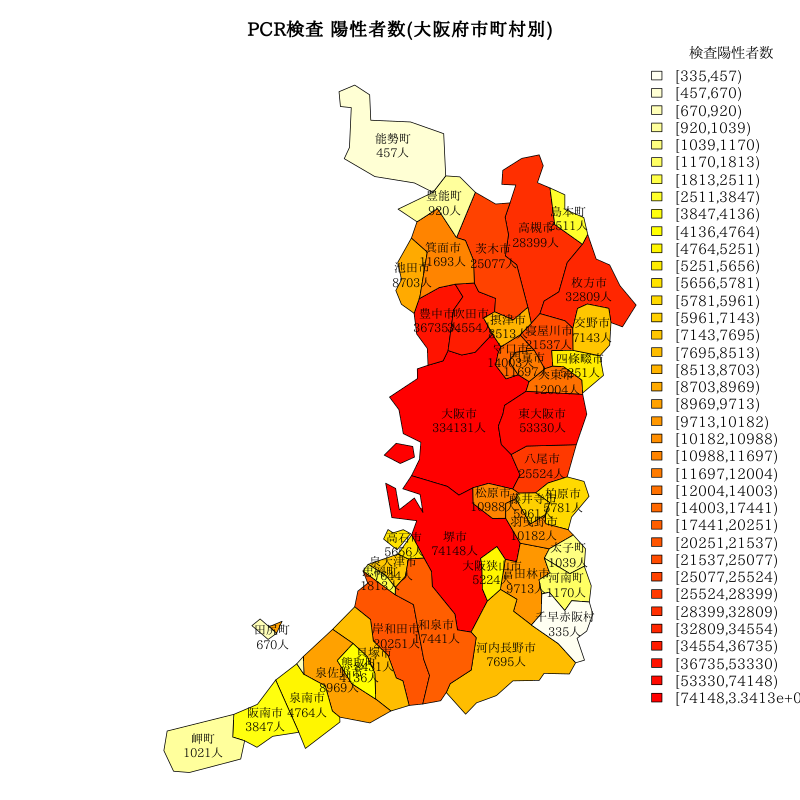 PCR検査 陽性者数(大阪府市町村別)
検査陽性者数
[335,457)
[457,670)
[670,920)
[920,1039)
[1039,1170)
[1170,1813)
[1813,2511)
[2511,3847)
[3847,4136)
[4136,4764)
[4764,5251)
[5251,5656)
[5656,5781)
[5781,5961)
[5961,7143)
[7143,7695)
[7695,8513)
[8513,8703)
[8703,8969)
[8969,9713)
[9713,10182)
[10182,10988)
[10988,11697)
[11697,12004)
[12004,14003)
[14003,17441)
[17441,20251)
[20251,21537)
[21537,25077)
[25077,25524)
[25524,28399)
[28399,32809)
[32809,34554)
[34554,36735)
[36735,53330)
[53330,74148)
[74148,3.3413e+0
能勢町
457人
豊能町
920人
島本町
2511人
高槻市
28399人
茨木市
25077人
箕面市
11693人
池田市
8703人
枚方市
32809人
豊中市
36735人
吹田市
34554人
摂津市
8513人
交野市
7143人
寝屋川市
21537人
守口市
14003人
門真市
11697人
四條畷市
5251人
大東市
12004人
大阪市
334131人
東大阪市
53330人
八尾市
25524人
松原市
10988人
藤井寺市
5961人
柏原市
5781人
羽曳野市
10182人
堺市
74148人
高石市
5656人
泉大津市
7644人
忠岡町
1813人
大阪狭山市
5224人
富田林市
9713人
太子町
1039人
河南町
1170人
千早赤阪村
335人
河内長野市
7695人
和泉市
17441人
岸和田市
20251人
貝塚市
熊取町
4136人
泉佐野市
8969人
田尻町
670人
泉南市
4764人
阪南市
3847人
岬町
1021人